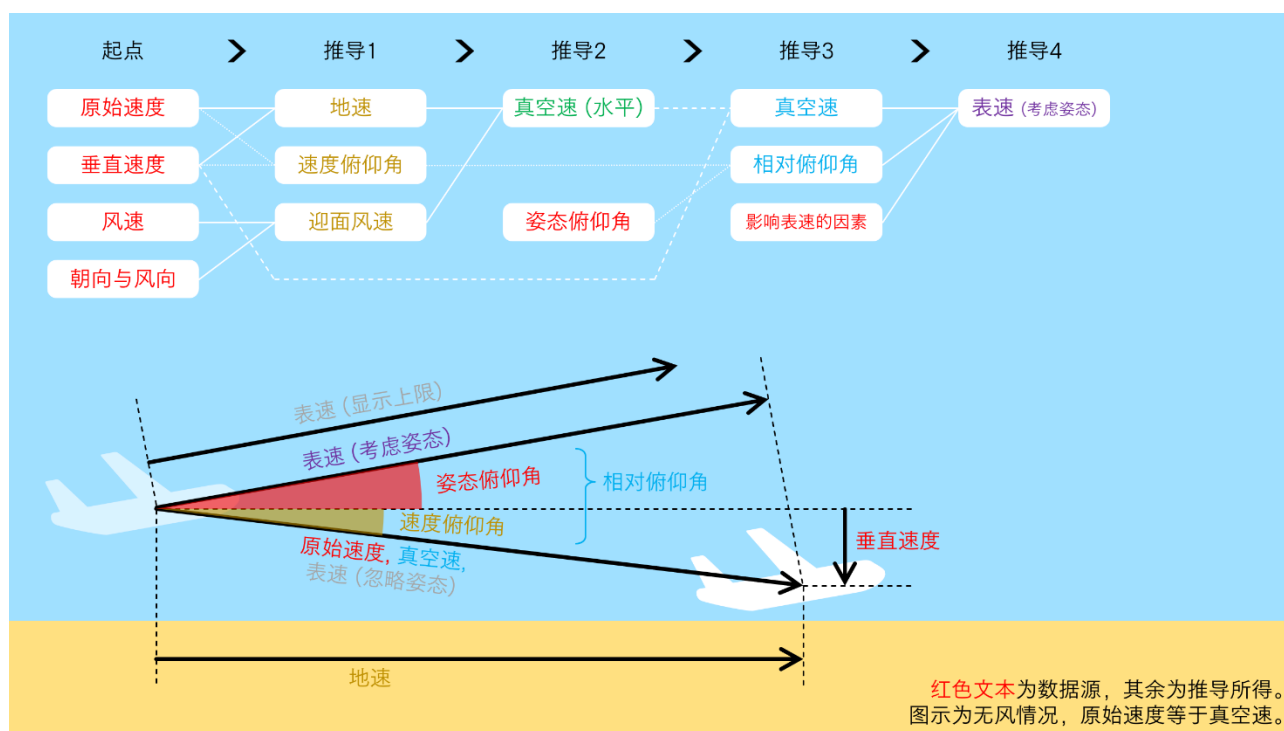 起点
推导1
推导2
推导3
推导4
原始速度
地速
真空速 (水平)
真空速
表速 (考虑姿态)
垂直速度
速度俯仰角
相对俯仰角
风速
迎面风速
姿态俯仰角
影响表速的因素
朝向与风向
表速 (显示上限)
表速 (考虑姿态)
姿态俯仰角
相对俯仰角
速度俯仰角
垂直速度
原始速度, 真空速,
表速 (忽略姿态)
地速
红色文本为数据源，其余为推导所得。
图示为无风情况，原始速度等于真空速。